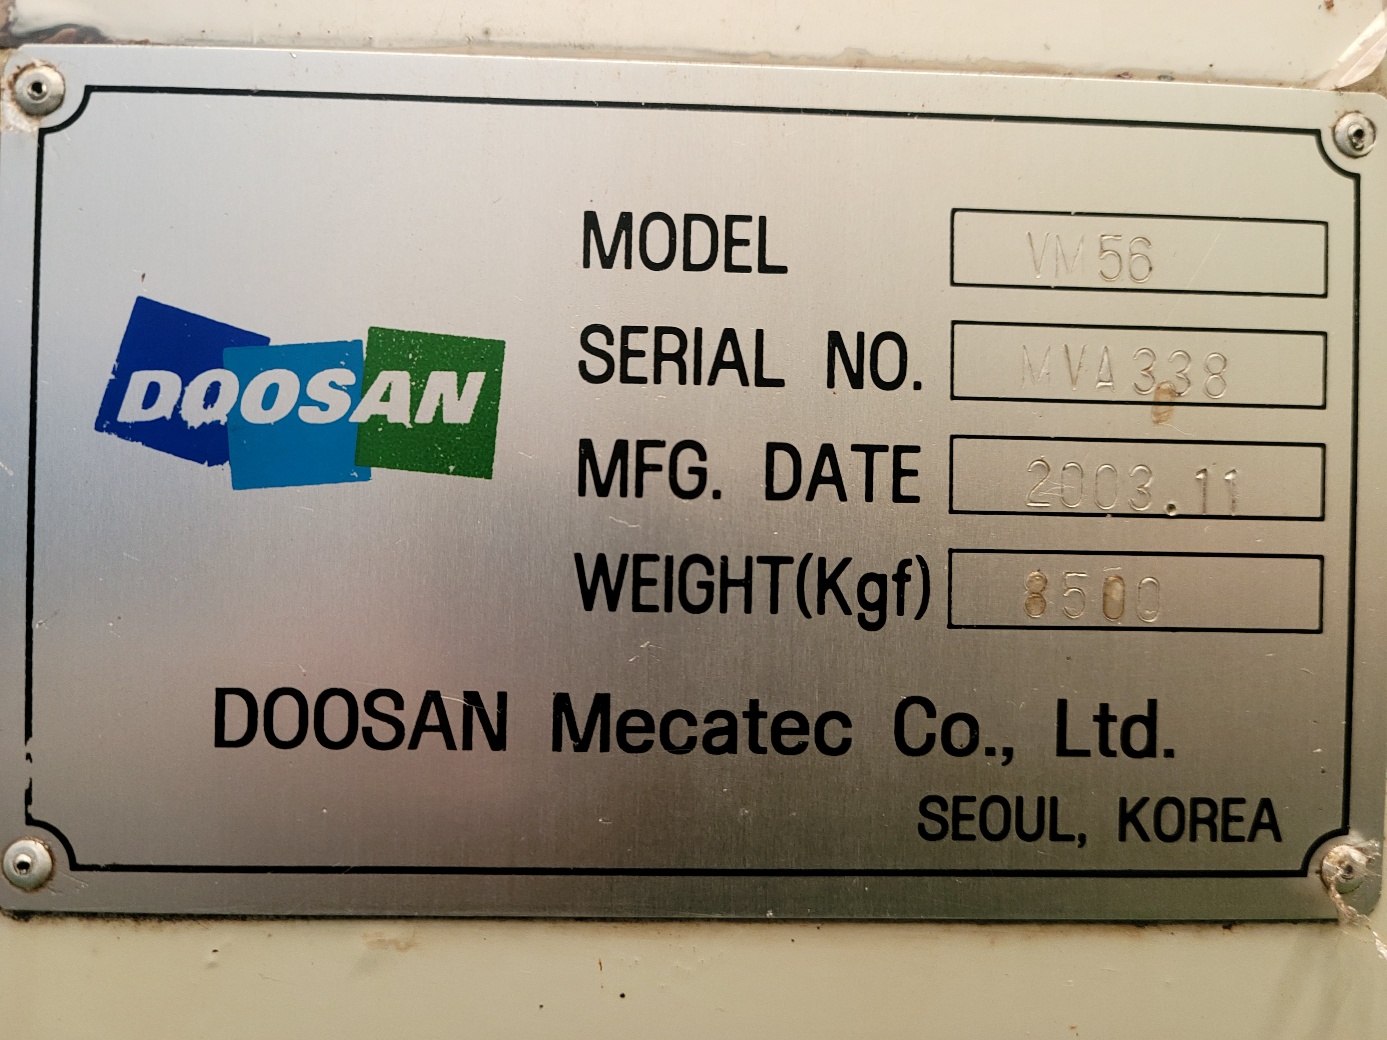 DOOSAN
MODEL VM56
SERIAL NO. MVA338
MFG. DATE 2003.11
WEIGHT(Kgf) 8500
DOOSAN Mecatec Co., Ltd.
SEOUL, KOREA